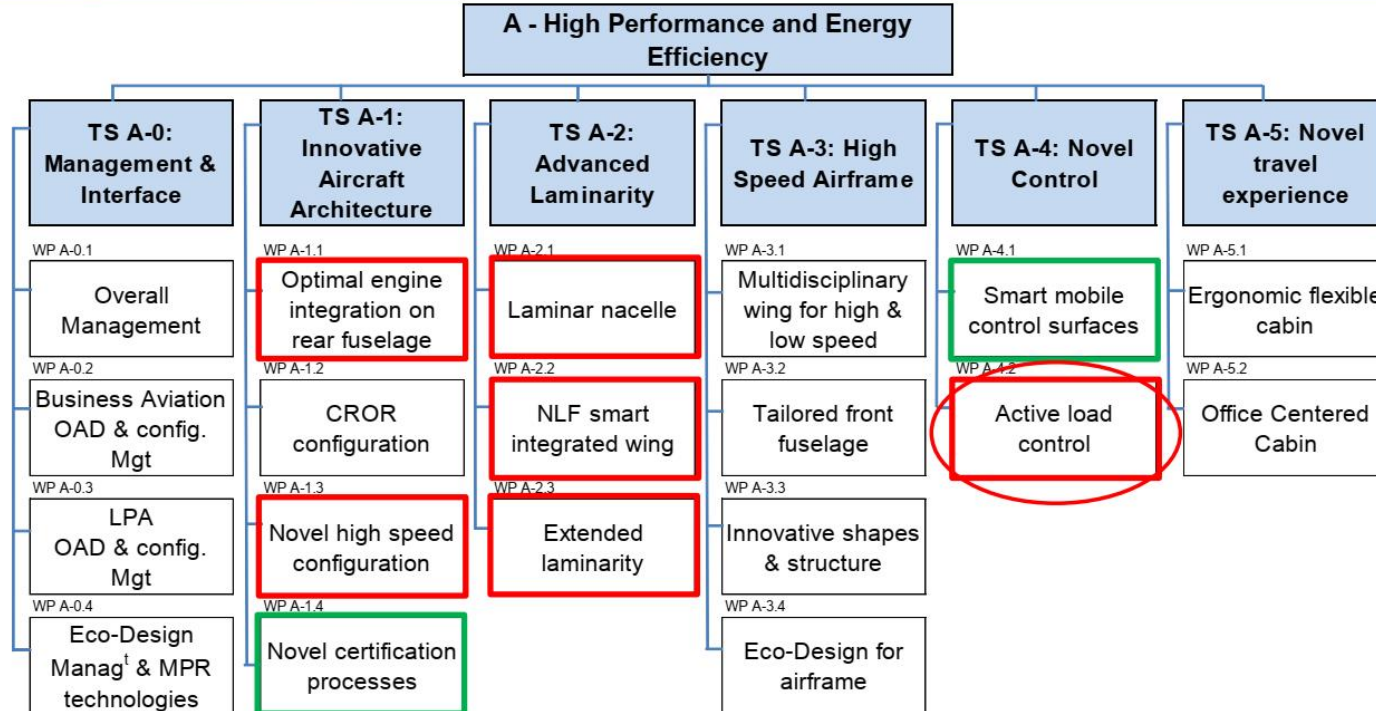 A - High Performance and Energy
Efficiency
TS A-0:
Management &
Interface
TS A-1:
Innovative
Aircraft
Architecture
TS A-2:
Advanced
Laminarity
TS A-3: High
Speed Airframe
TS A-4: Novel
Control
TS A-5: Novel
travel
experience
WP A-0.1
Overall
Management
WP A-0.2
Business Aviation
OAD & config.
Mgt
WP A-0.3
LPA
OAD & config.
Mgt
WP A-0.4
Eco-Design
Managt & MPR
technologies
WP A-1.1
Optimal engine
integration on
rear fuselage
WP A-1.2
CROR
configuration
WP A-1.3
Novel high speed
configuration
WP A-1.4
Novel certification
processes
WP A-2.1
Laminar nacelle
WP A-2.2
NLF smart
integrated wing
WP A-2.3
Extended
laminarity
WP A-3.1
Multidisciplinary
wing for high &
low speed
WP A-3.2
Tailored front
fuselage
WP A-3.3
Innovative shapes
& structure
WP A-3.4
Eco-Design for
airframe
WP A-4.1
Smart mobile
control surfaces
WP A-4.2
Active load
control
WP A-5.1
Ergonomic flexible
cabin
WP A-5.2
Office Centered
Cabin